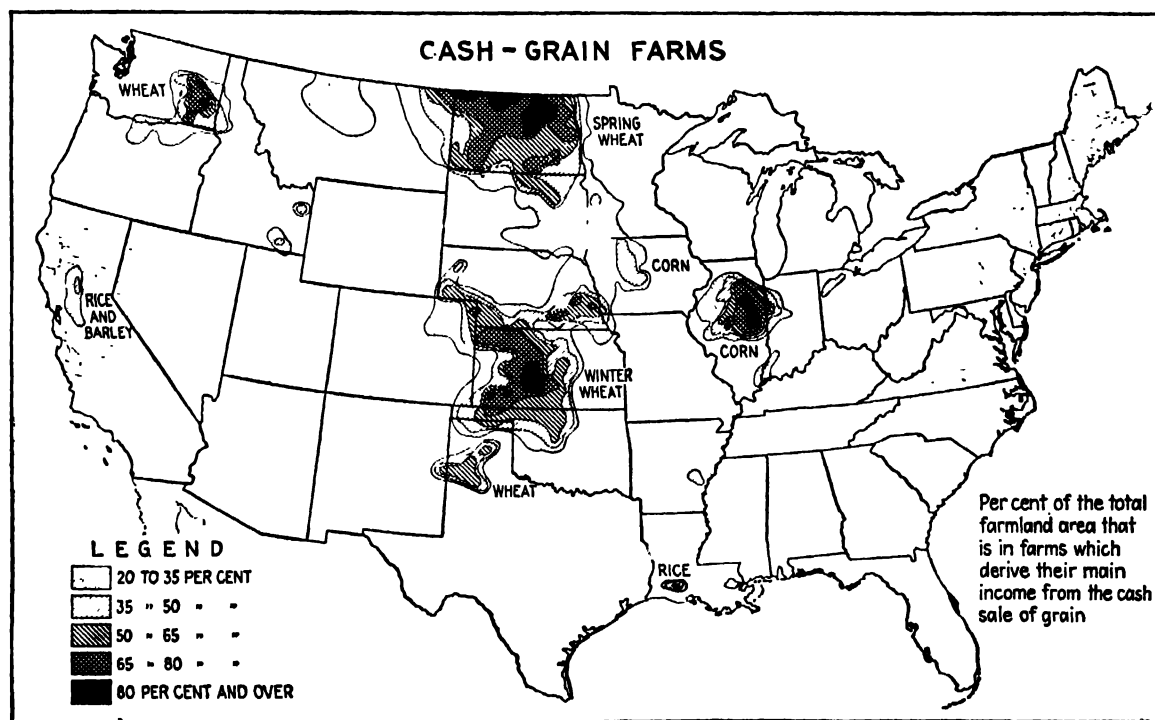 CASH-GRAIN FARMS
WHEAT
SPRING
WHEAT
CORN
RICE
AND
BARLEY
CORN
WINTER
WHEAT
WHEAT
RICE
Per cent of the total
farmland area that
is in farms which
derive their main
income from the cash
sale of grain
LEGEND
20 TO 35 PER CENT
35 " 50 " "
50 " 65 " "
65 " 80 " "
80 PER CENT AND OVER